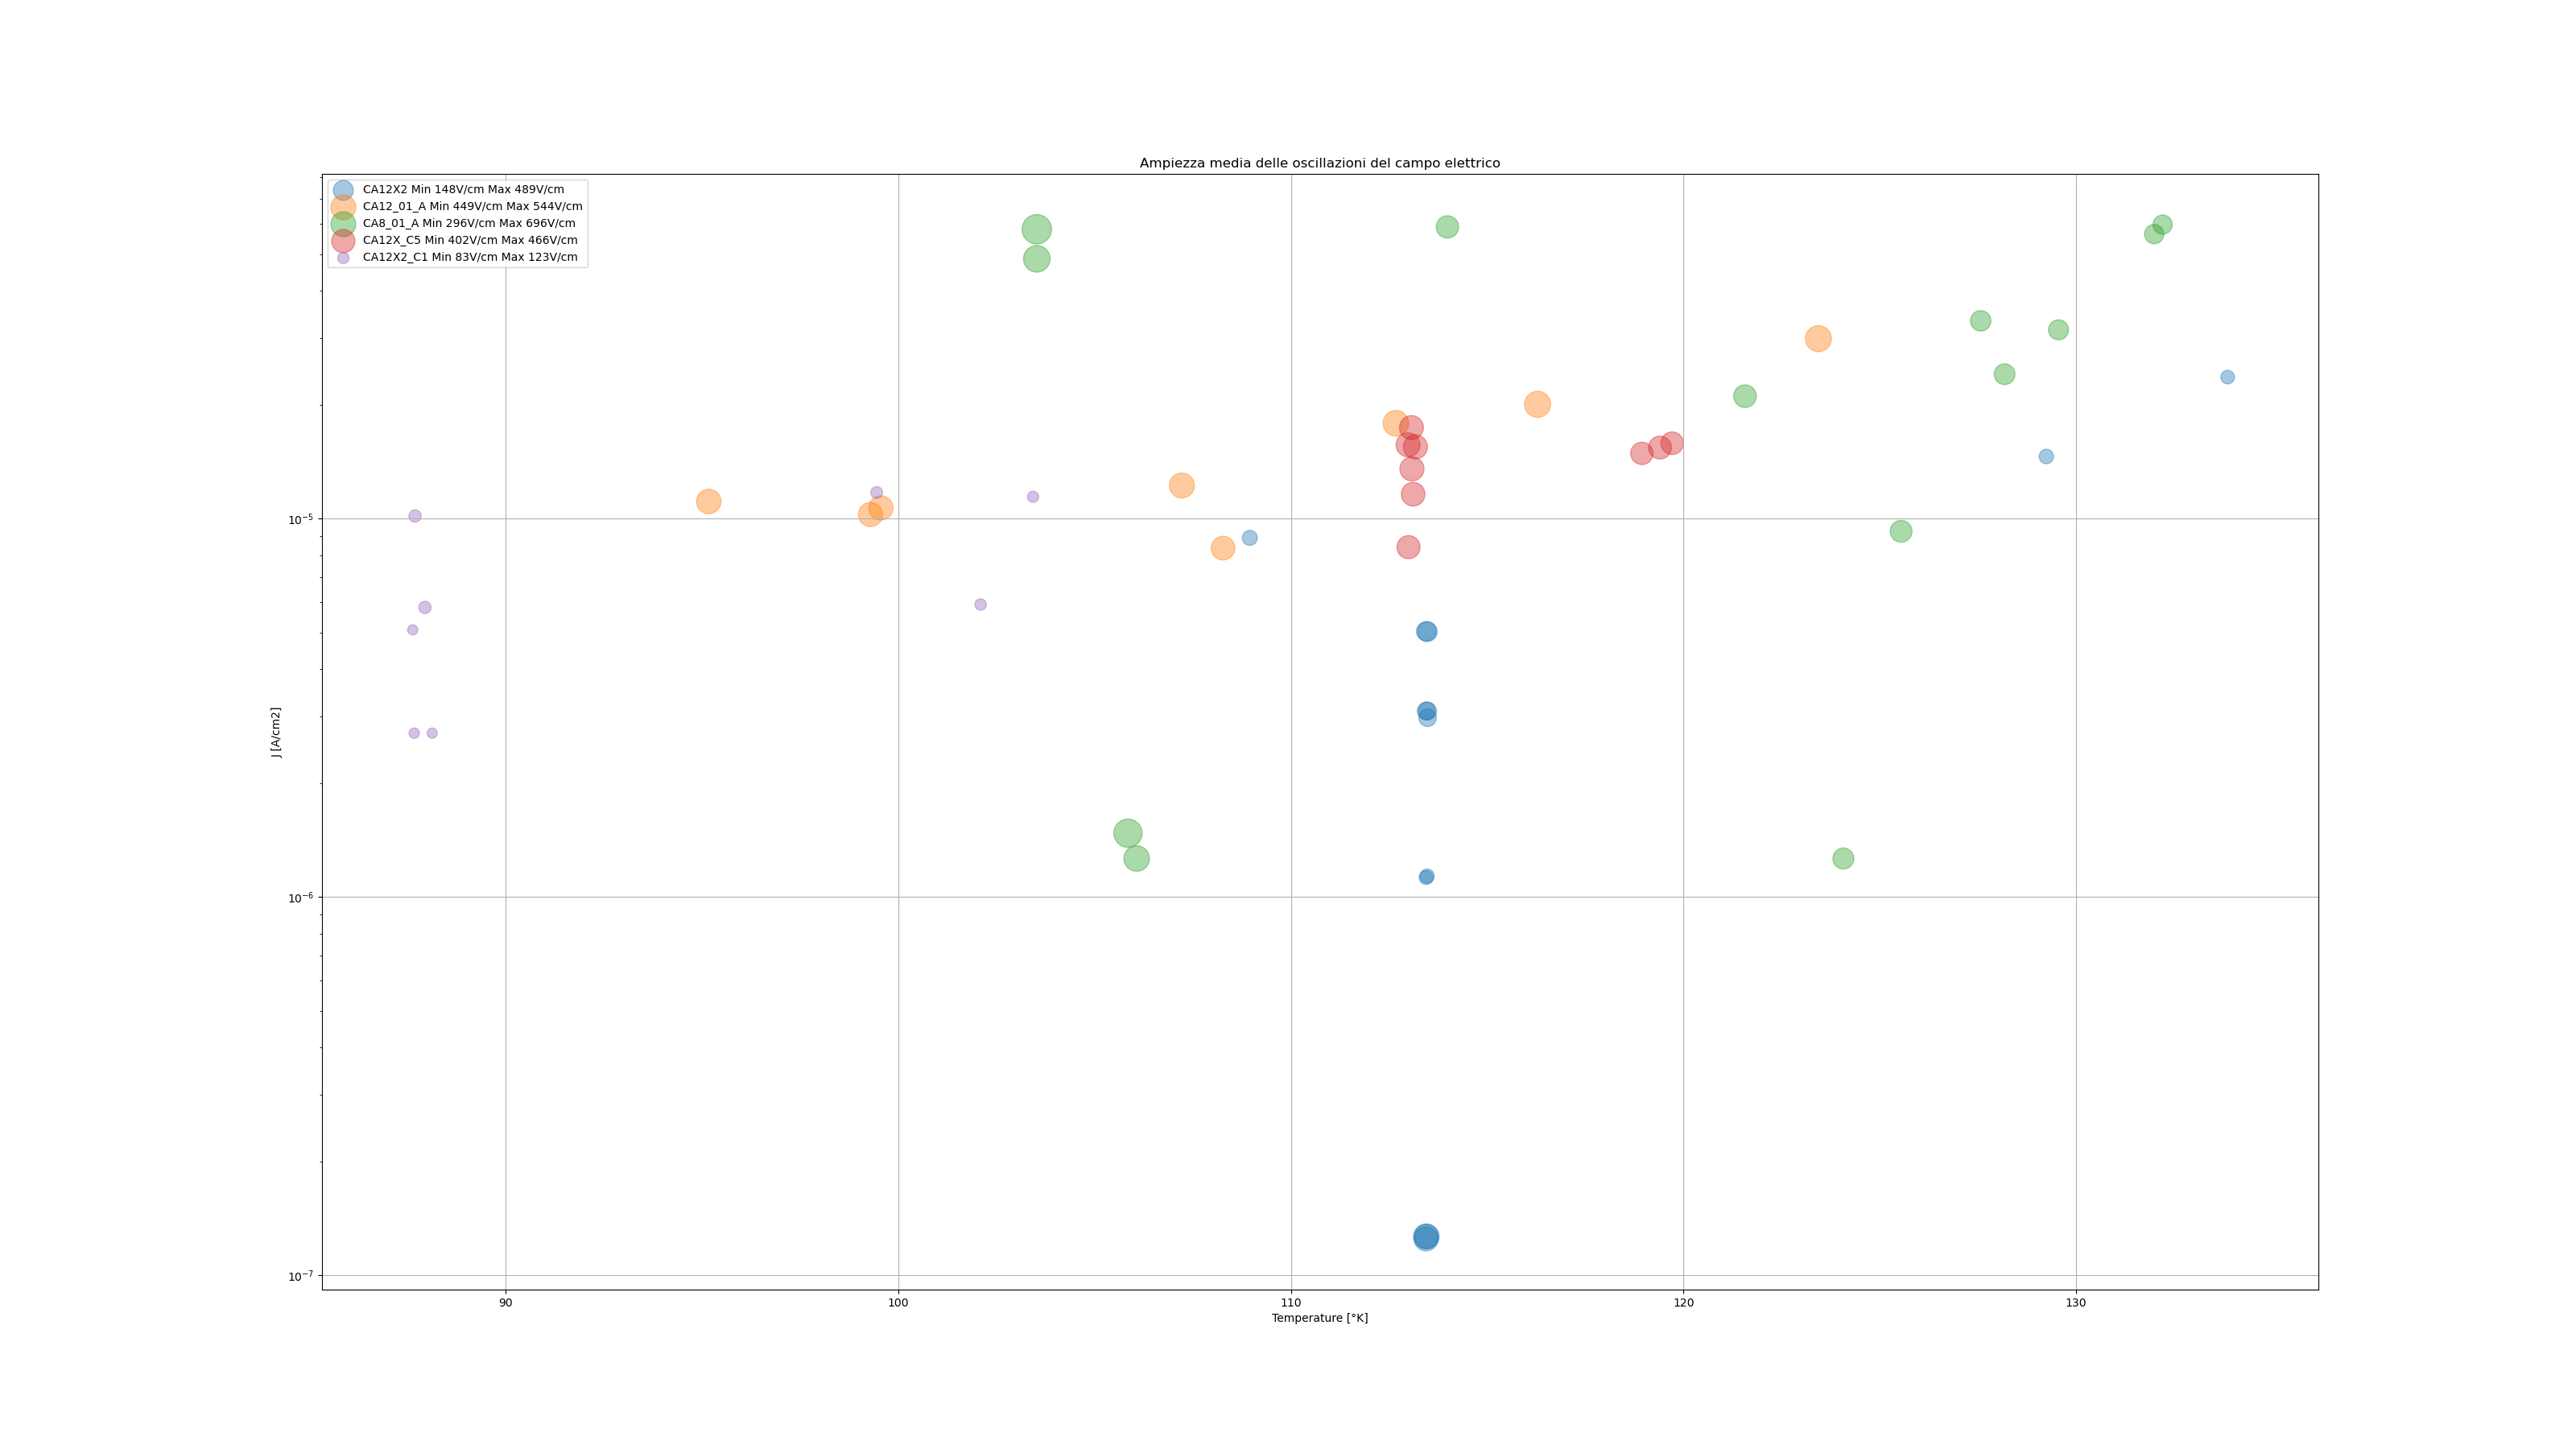 Ampiezza media delle oscillazioni del campo elettrico
CA12X2 Min 148V/cm Max 489V/cm
CA12_01_A Min 449V/cm Max 544V/cm
CA8_01_A Min 296V/cm Max 696V/cm
CA12X_C5 Min 402V/cm Max 466V/cm
CA12X2_C1 Min 83V/cm Max 123V/cm
10⁻⁵
10⁻⁶
10⁻⁷
J [A/cm2]
90 100 110 120 130
Temperature [°K]